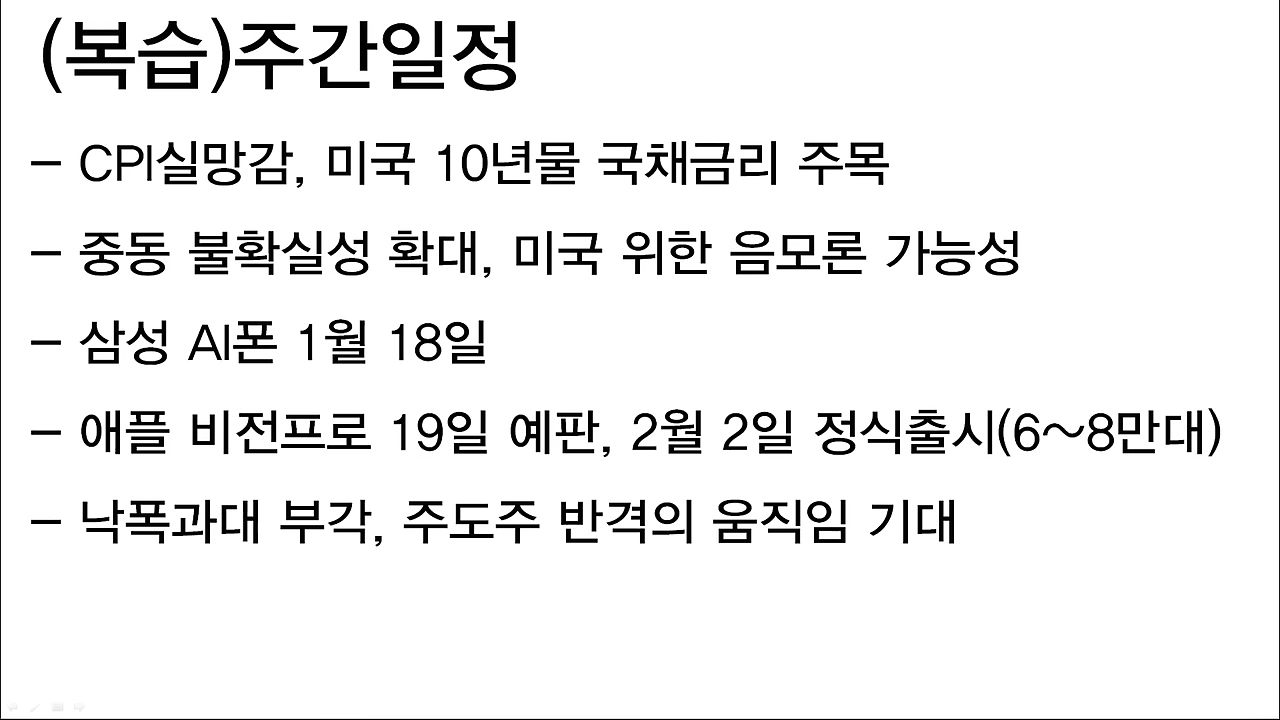 (복습)주간일정
– CPI실망감, 미국 10년물 국채금리 주목
– 중동 불확실성 확대, 미국 위한 음모론 가능성
– 삼성 AI폰 1월 18일
– 애플 비전프로 19일 예판, 2월 2일 정식출시(6～8만대)
– 낙폭과대 부각, 주도주 반격의 움직임 기대